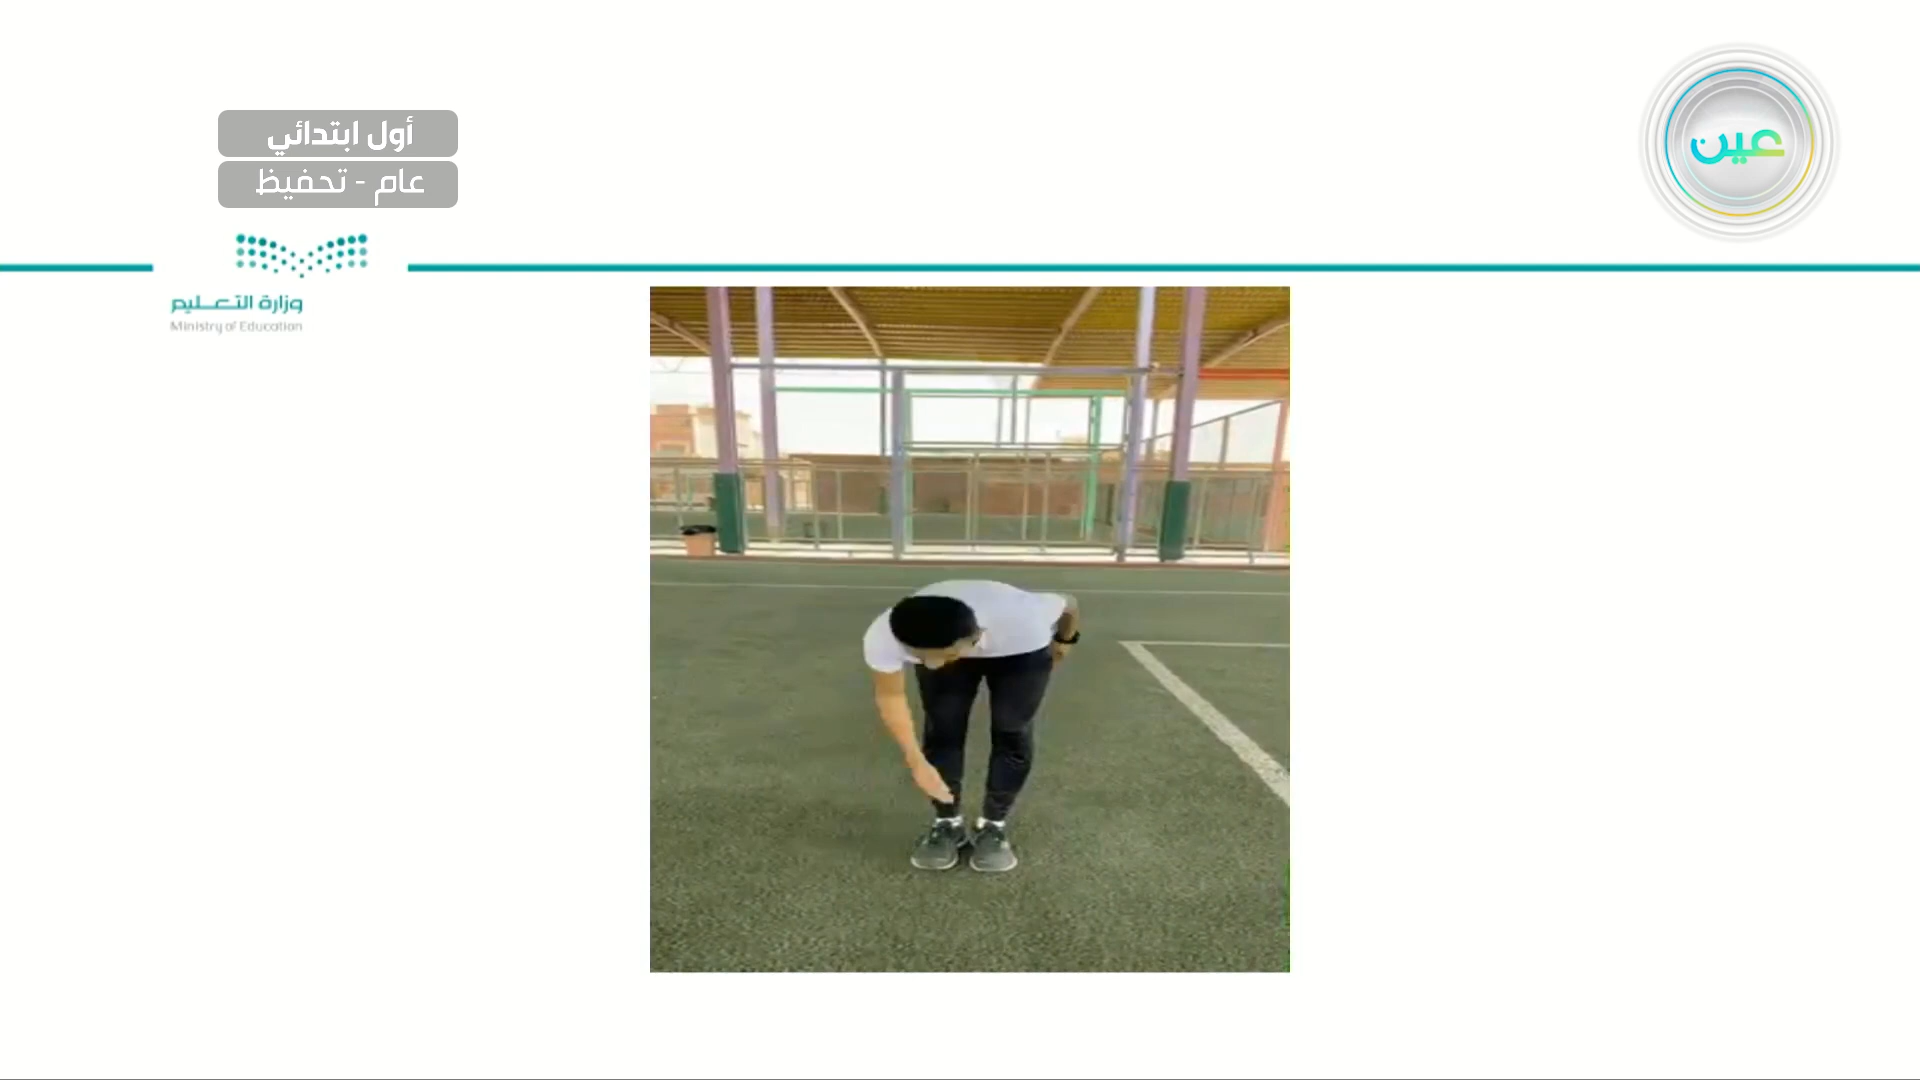 أول ابتدائي
عام - تحفيظ
عين
وزارة التعليم
Ministry of Education